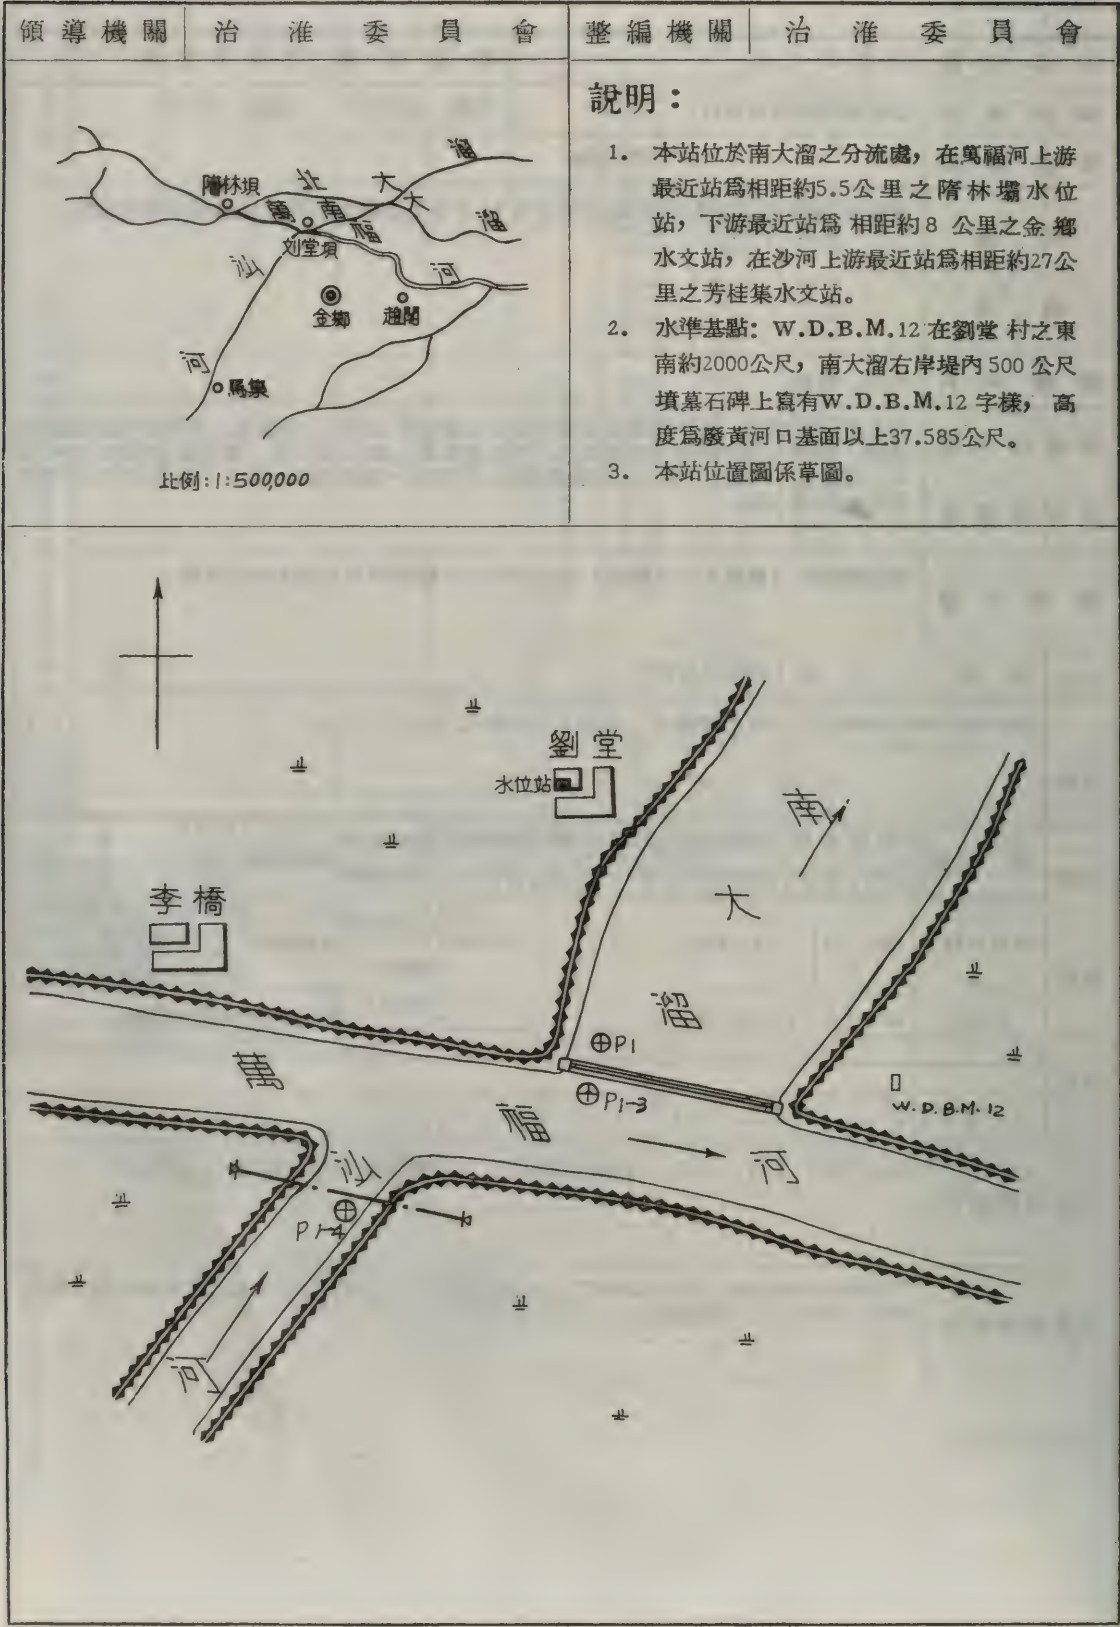 領導機關 治淮委員會 整編機關 治淮委員會
說明：
1. 本站位於南大溜之分流處，在萬福河上游
最近站爲相距約5.5公里之隋林壩水位
站，下游最近站爲相距約8公里之金鄉
水文站，在沙河上游最近站爲相距約27公
里之芳桂集水文站。
2. 水準基點：W.D.B.M.12在劉堂村之東
南約2000公尺，南大溜右岸堤內500公尺
墳墓石碑上寫有W.D.B.M.12字樣，高
度爲廢黃河口基面以上37.585公尺。
3. 本站位置圖係草圖。
北大溜
隋林垻
南大溜
萬福河
刘堂垻
汕河
金鄉
趙閣
馬集
比例：1:500,000
劉堂
水位站
南大溜
李橋
P1
萬福河
P1-3
W.D.B.M.12
汕河
P1-4